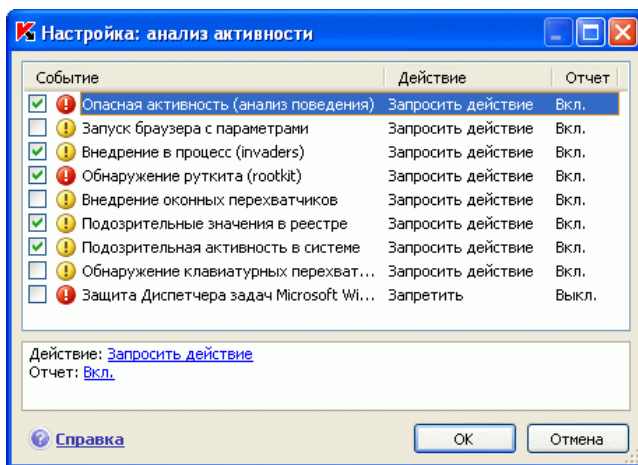 Настройка: анализ активности
Событие Действие Отчет
Опасная активность (анализ поведения) Запросить действие Вкл.
Запуск браузера с параметрами Запросить действие Вкл.
Внедрение в процесс (invaders) Запросить действие Вкл.
Обнаружение руткита (rootkit) Запросить действие Вкл.
Внедрение оконных перехватчиков Запросить действие Вкл.
Подозрительные значения в реестре Запросить действие Вкл.
Подозрительная активность в системе Запросить действие Вкл.
Обнаружение клавиатурных перехват... Запросить действие Вкл.
Защита Диспетчера задач Microsoft Wi... Запретить Выкл.
Действие: Запросить действие
Отчет: Вкл.
Справка OK Отмена